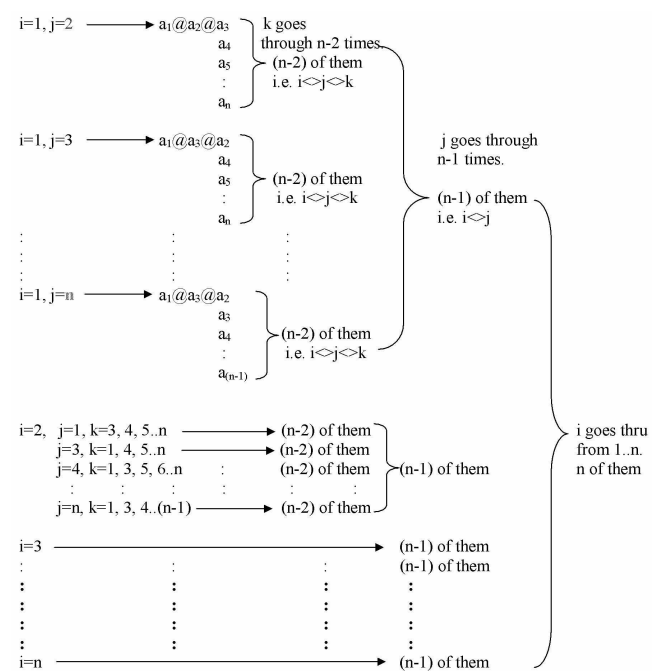 i=1, j=2 a₁@a₂@a₃ k goes
a₄ through n-2 times.
a₅ (n-2) of them
: i.e. i<>j<>k
aₙ
i=1, j=3 a₁@a₃@a₂
a₄
a₅ (n-2) of them
: i.e. i<>j<>k
aₙ
j goes through
n-1 times.
(n-1) of them
i.e. i<>j
: : :
: : :
i=1, j=n a₁@a₃@a₂
a₃
a₄ (n-2) of them
: i.e. i<>j<>k
a₍ₙ₋₁₎
i=2, j=1, k=3, 4, 5..n (n-2) of them
j=3, k=1, 4, 5..n (n-2) of them
j=4, k=1, 3, 5, 6..n : : (n-2) of them
(n-1) of them
: : : : : :
j=n, k=1, 3, 4..(n-1) (n-2) of them
i goes thru
from 1..n.
n of them
i=3 (n-1) of them
: : : (n-1) of them
: : : :
: : : :
: : : :
: : : :
i=n (n-1) of them